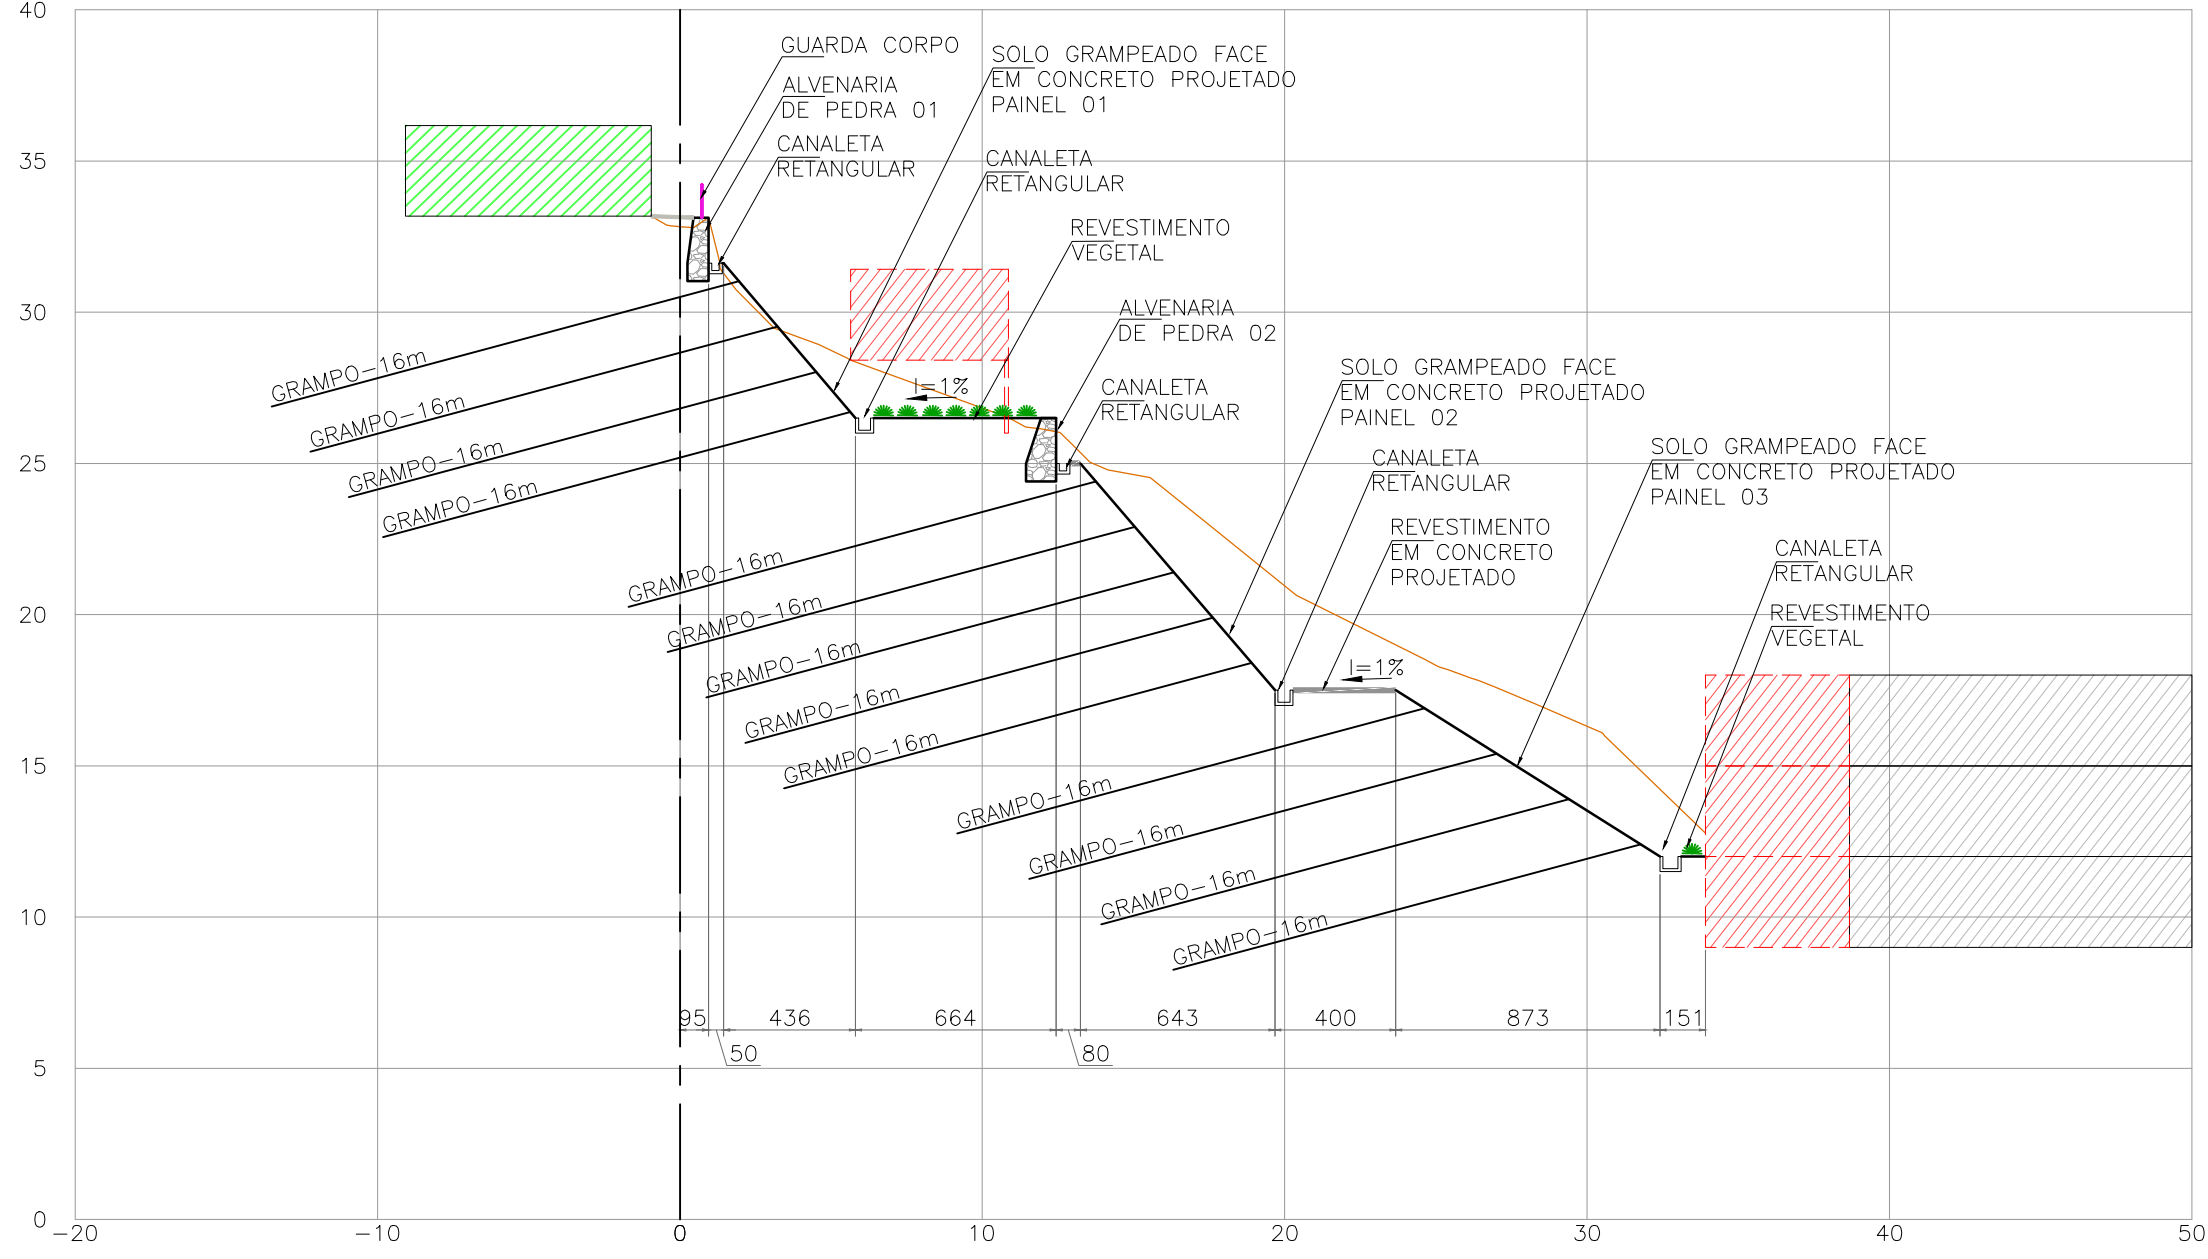 40
35
30
25
20
15
10
5
0
GUARDA CORPO
ALVENARIA
DE PEDRA 01
CANALETA
RETANGULAR
SOLO GRAMPEADO FACE
EM CONCRETO PROJETADO
PAINEL 01
CANALETA
RETANGULAR
REVESTIMENTO
VEGETAL
ALVENARIA
DE PEDRA 02
CANALETA
RETANGULAR
I=1%
SOLO GRAMPEADO FACE
EM CONCRETO PROJETADO
PAINEL 02
CANALETA
RETANGULAR
REVESTIMENTO
EM CONCRETO
PROJETADO
I=1%
SOLO GRAMPEADO FACE
EM CONCRETO PROJETADO
PAINEL 03
CANALETA
RETANGULAR
REVESTIMENTO
VEGETAL
GRAMPO-16m
GRAMPO-16m
GRAMPO-16m
GRAMPO-16m
GRAMPO-16m
GRAMPO-16m
GRAMPO-16m
GRAMPO-16m
GRAMPO-16m
GRAMPO-16m
GRAMPO-16m
GRAMPO-16m
GRAMPO-16m
95
436
664
643
400
873
151
50
80
-20
-10
0
10
20
30
40
50